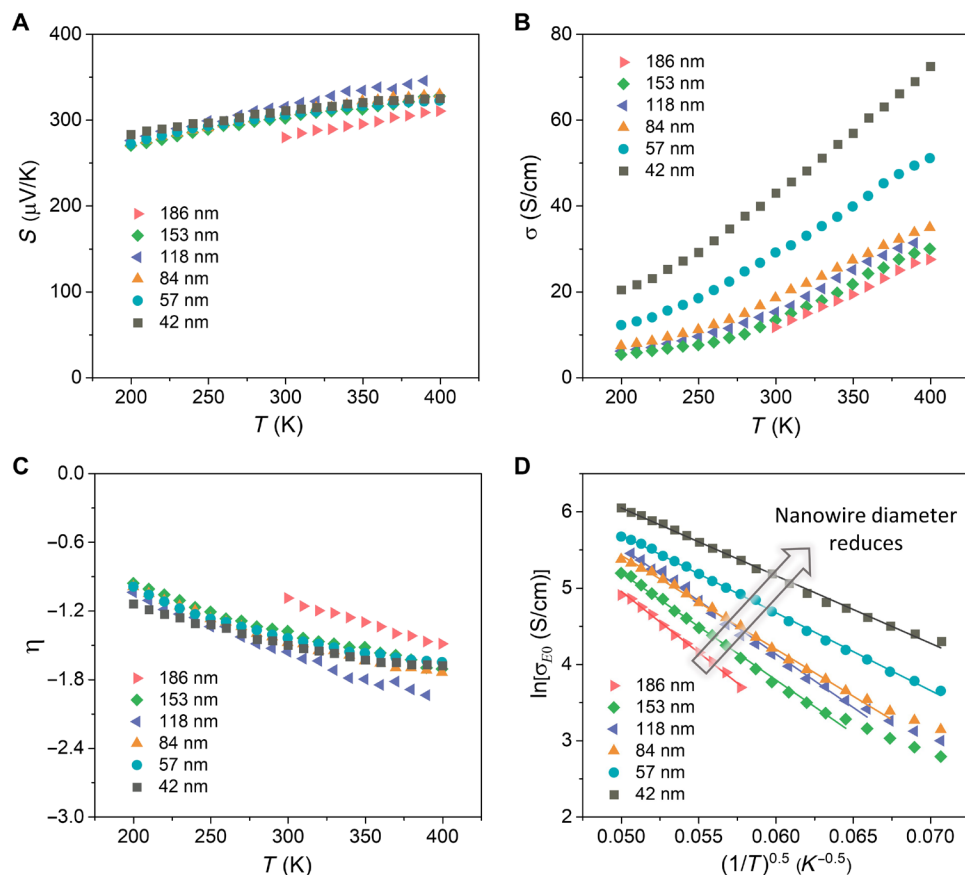 A
400
300
200
100
0
S (µV/K)
186 nm
153 nm
118 nm
84 nm
57 nm
42 nm
200 250 300 350 400
T (K)
B
80
60
40
20
0
σ (S/cm)
186 nm
153 nm
118 nm
84 nm
57 nm
42 nm
200 250 300 350 400
T (K)
C
0.0
−0.6
−1.2
−1.8
−2.4
−3.0
η
186 nm
153 nm
118 nm
84 nm
57 nm
42 nm
200 250 300 350 400
T (K)
D
6
5
4
3
2
ln[σE0 (S/cm)]
Nanowire diameter
reduces
186 nm
153 nm
118 nm
84 nm
57 nm
42 nm
0.050 0.055 0.060 0.065 0.070
(1/T)^0.5 (K^−0.5)